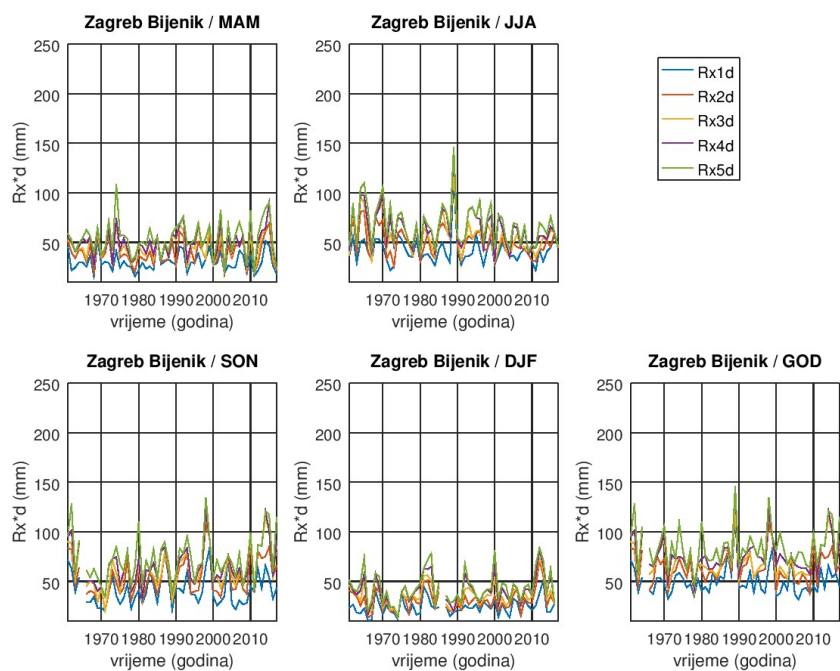 Zagreb Bijenik / MAM
250
200
150
100
50
Rx*d (mm)
1970 1980 1990 2000 2010
vrijeme (godina)
Zagreb Bijenik / JJA
250
200
150
100
50
Rx*d (mm)
1970 1980 1990 2000 2010
vrijeme (godina)
Rx1d
Rx2d
Rx3d
Rx4d
Rx5d
Zagreb Bijenik / SON
250
200
150
100
50
Rx*d (mm)
1970 1980 1990 2000 2010
vrijeme (godina)
Zagreb Bijenik / DJF
250
200
150
100
50
Rx*d (mm)
1970 1980 1990 2000 2010
vrijeme (godina)
Zagreb Bijenik / GOD
250
200
150
100
50
Rx*d (mm)
1970 1980 1990 2000 2010
vrijeme (godina)